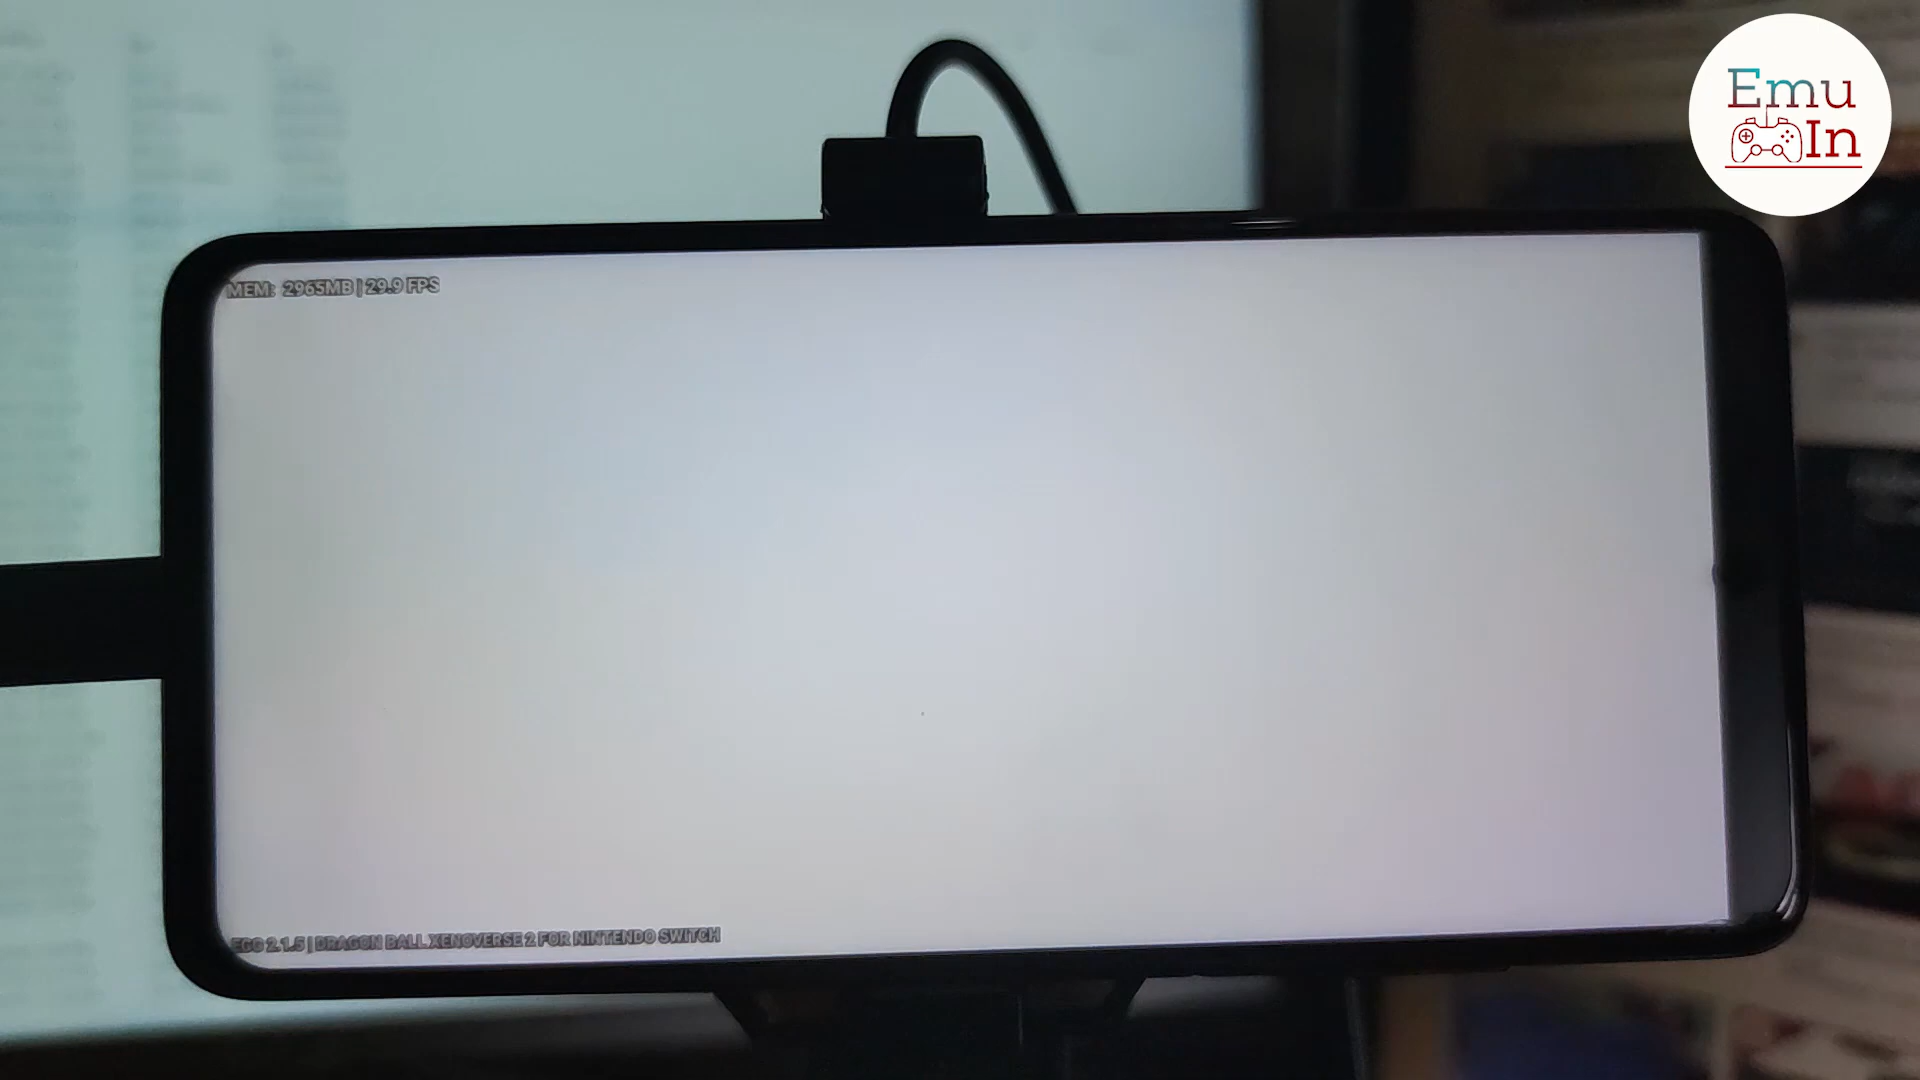 Emu
In
MEM: 2965MB | 29.9 FPS
EGG 2.1.5 | DRAGON BALL XENOVERSE 2 FOR NINTENDO SWITCH